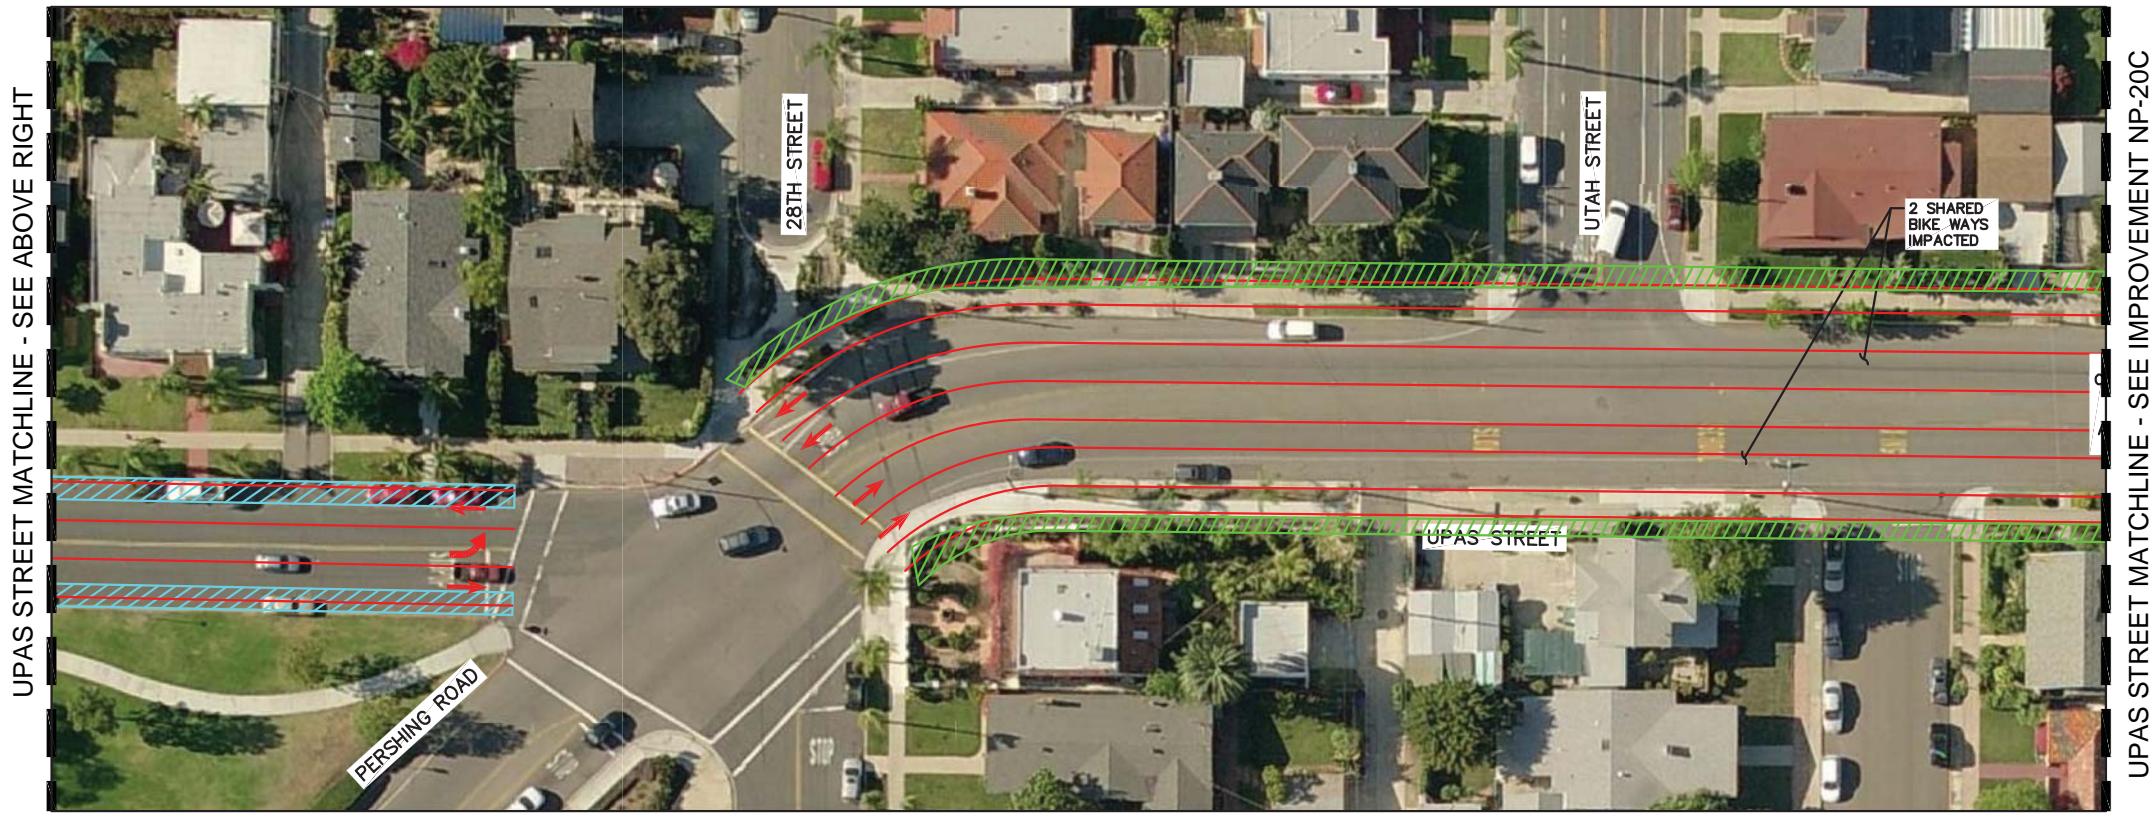 UPAS STREET MATCHLINE - SEE ABOVE RIGHT
28TH STREET
UTAH STREET
2 SHARED
BIKE WAYS
IMPACTED
UPAS STREET
PERSHING ROAD
STOP
UPAS STREET MATCHLINE - SEE IMPROVEMENT NP-20C